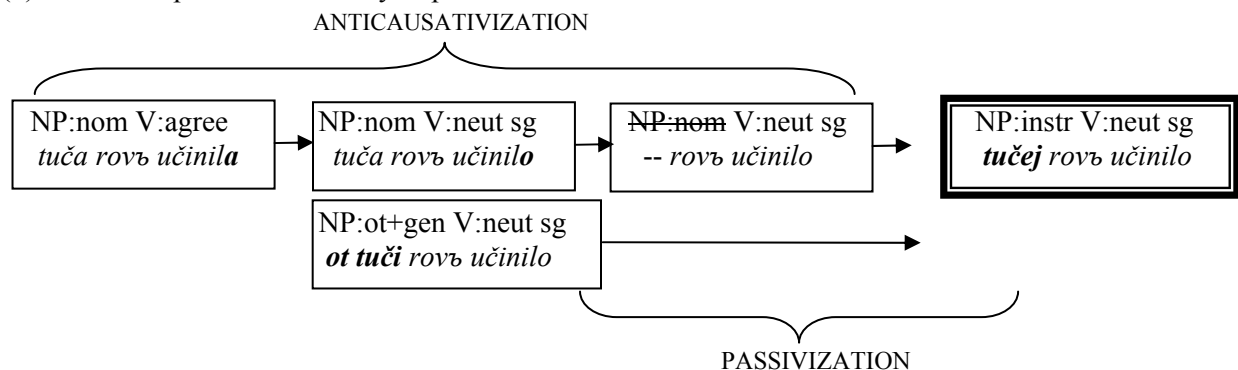 ANTICAUSATIVIZATION
NP:nom V:agree
tuča rovъ učinila
NP:nom V:neut sg
tuča rovъ učinilo
NP:nom V:neut sg
-- rovъ učinilo
NP:instr V:neut sg
tučej rovъ učinilo
NP:ot+gen V:neut sg
ot tuči rovъ učinilo
PASSIVIZATION